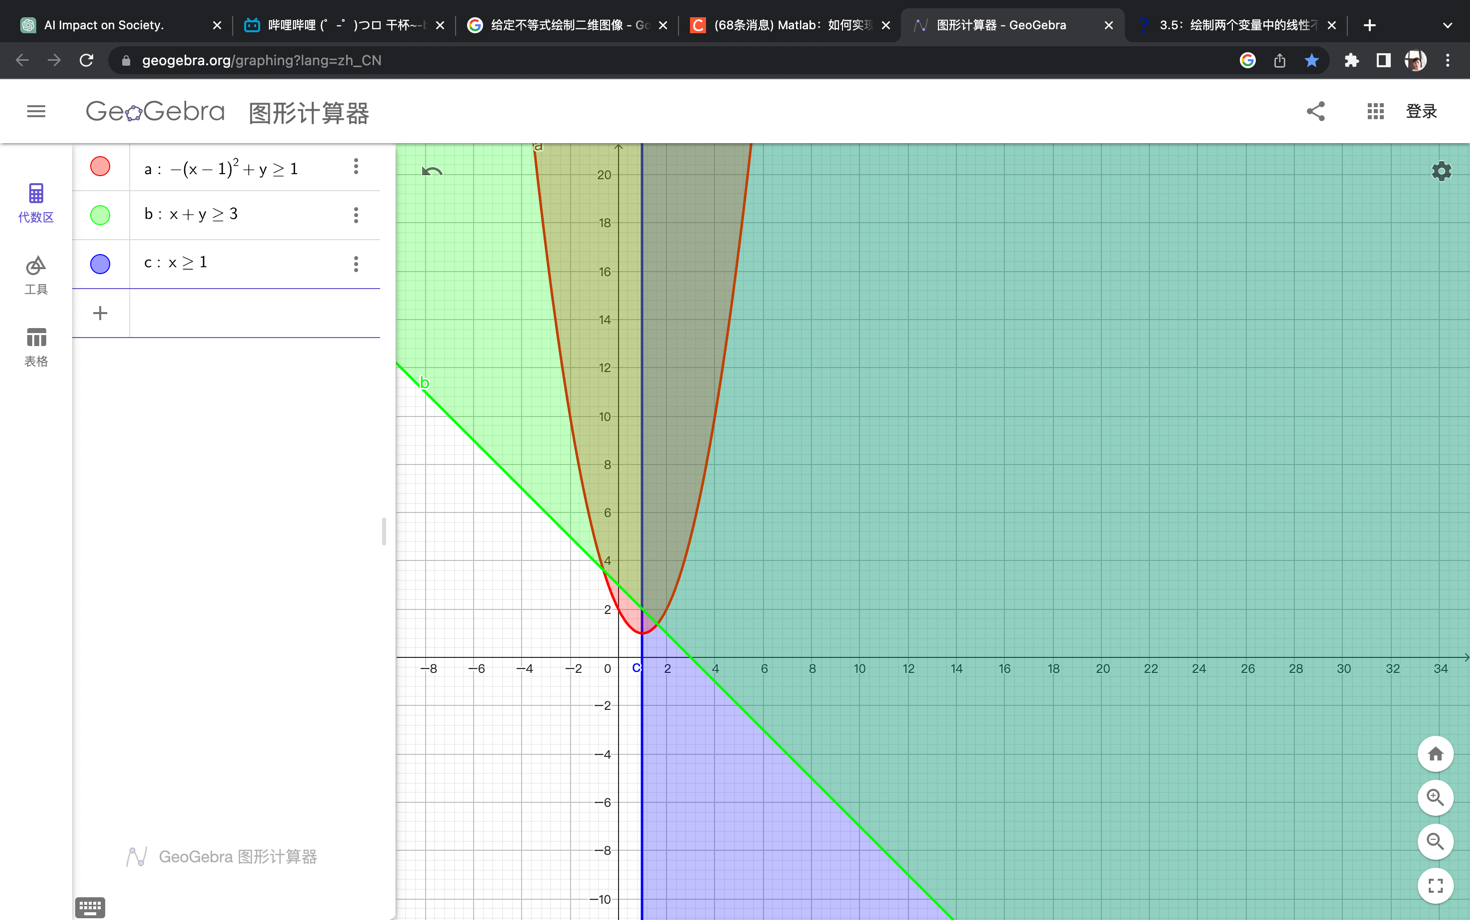 AI Impact on Society.
哔哩哔哩 (゜-゜)つロ 干杯~-b
给定不等式绘制二维图像 - Go
(68条消息) Matlab：如何实现
图形计算器 - GeoGebra
3.5：绘制两个变量中的线性不
geogebra.org/graphing?lang=zh_CN
GeoGebra 图形计算器
登录
代数区
工具
表格
a : −(x − 1)² + y ≥ 1
b : x + y ≥ 3
c : x ≥ 1
+
GeoGebra 图形计算器
a
20
18
16
14
12
b
10
8
6
4
2
−8 −6 −4 −2 0 c 2 4 6 8 10 12 14 16 18 20 22 24 26 28 30 32 34
−2
−4
−6
−8
−10